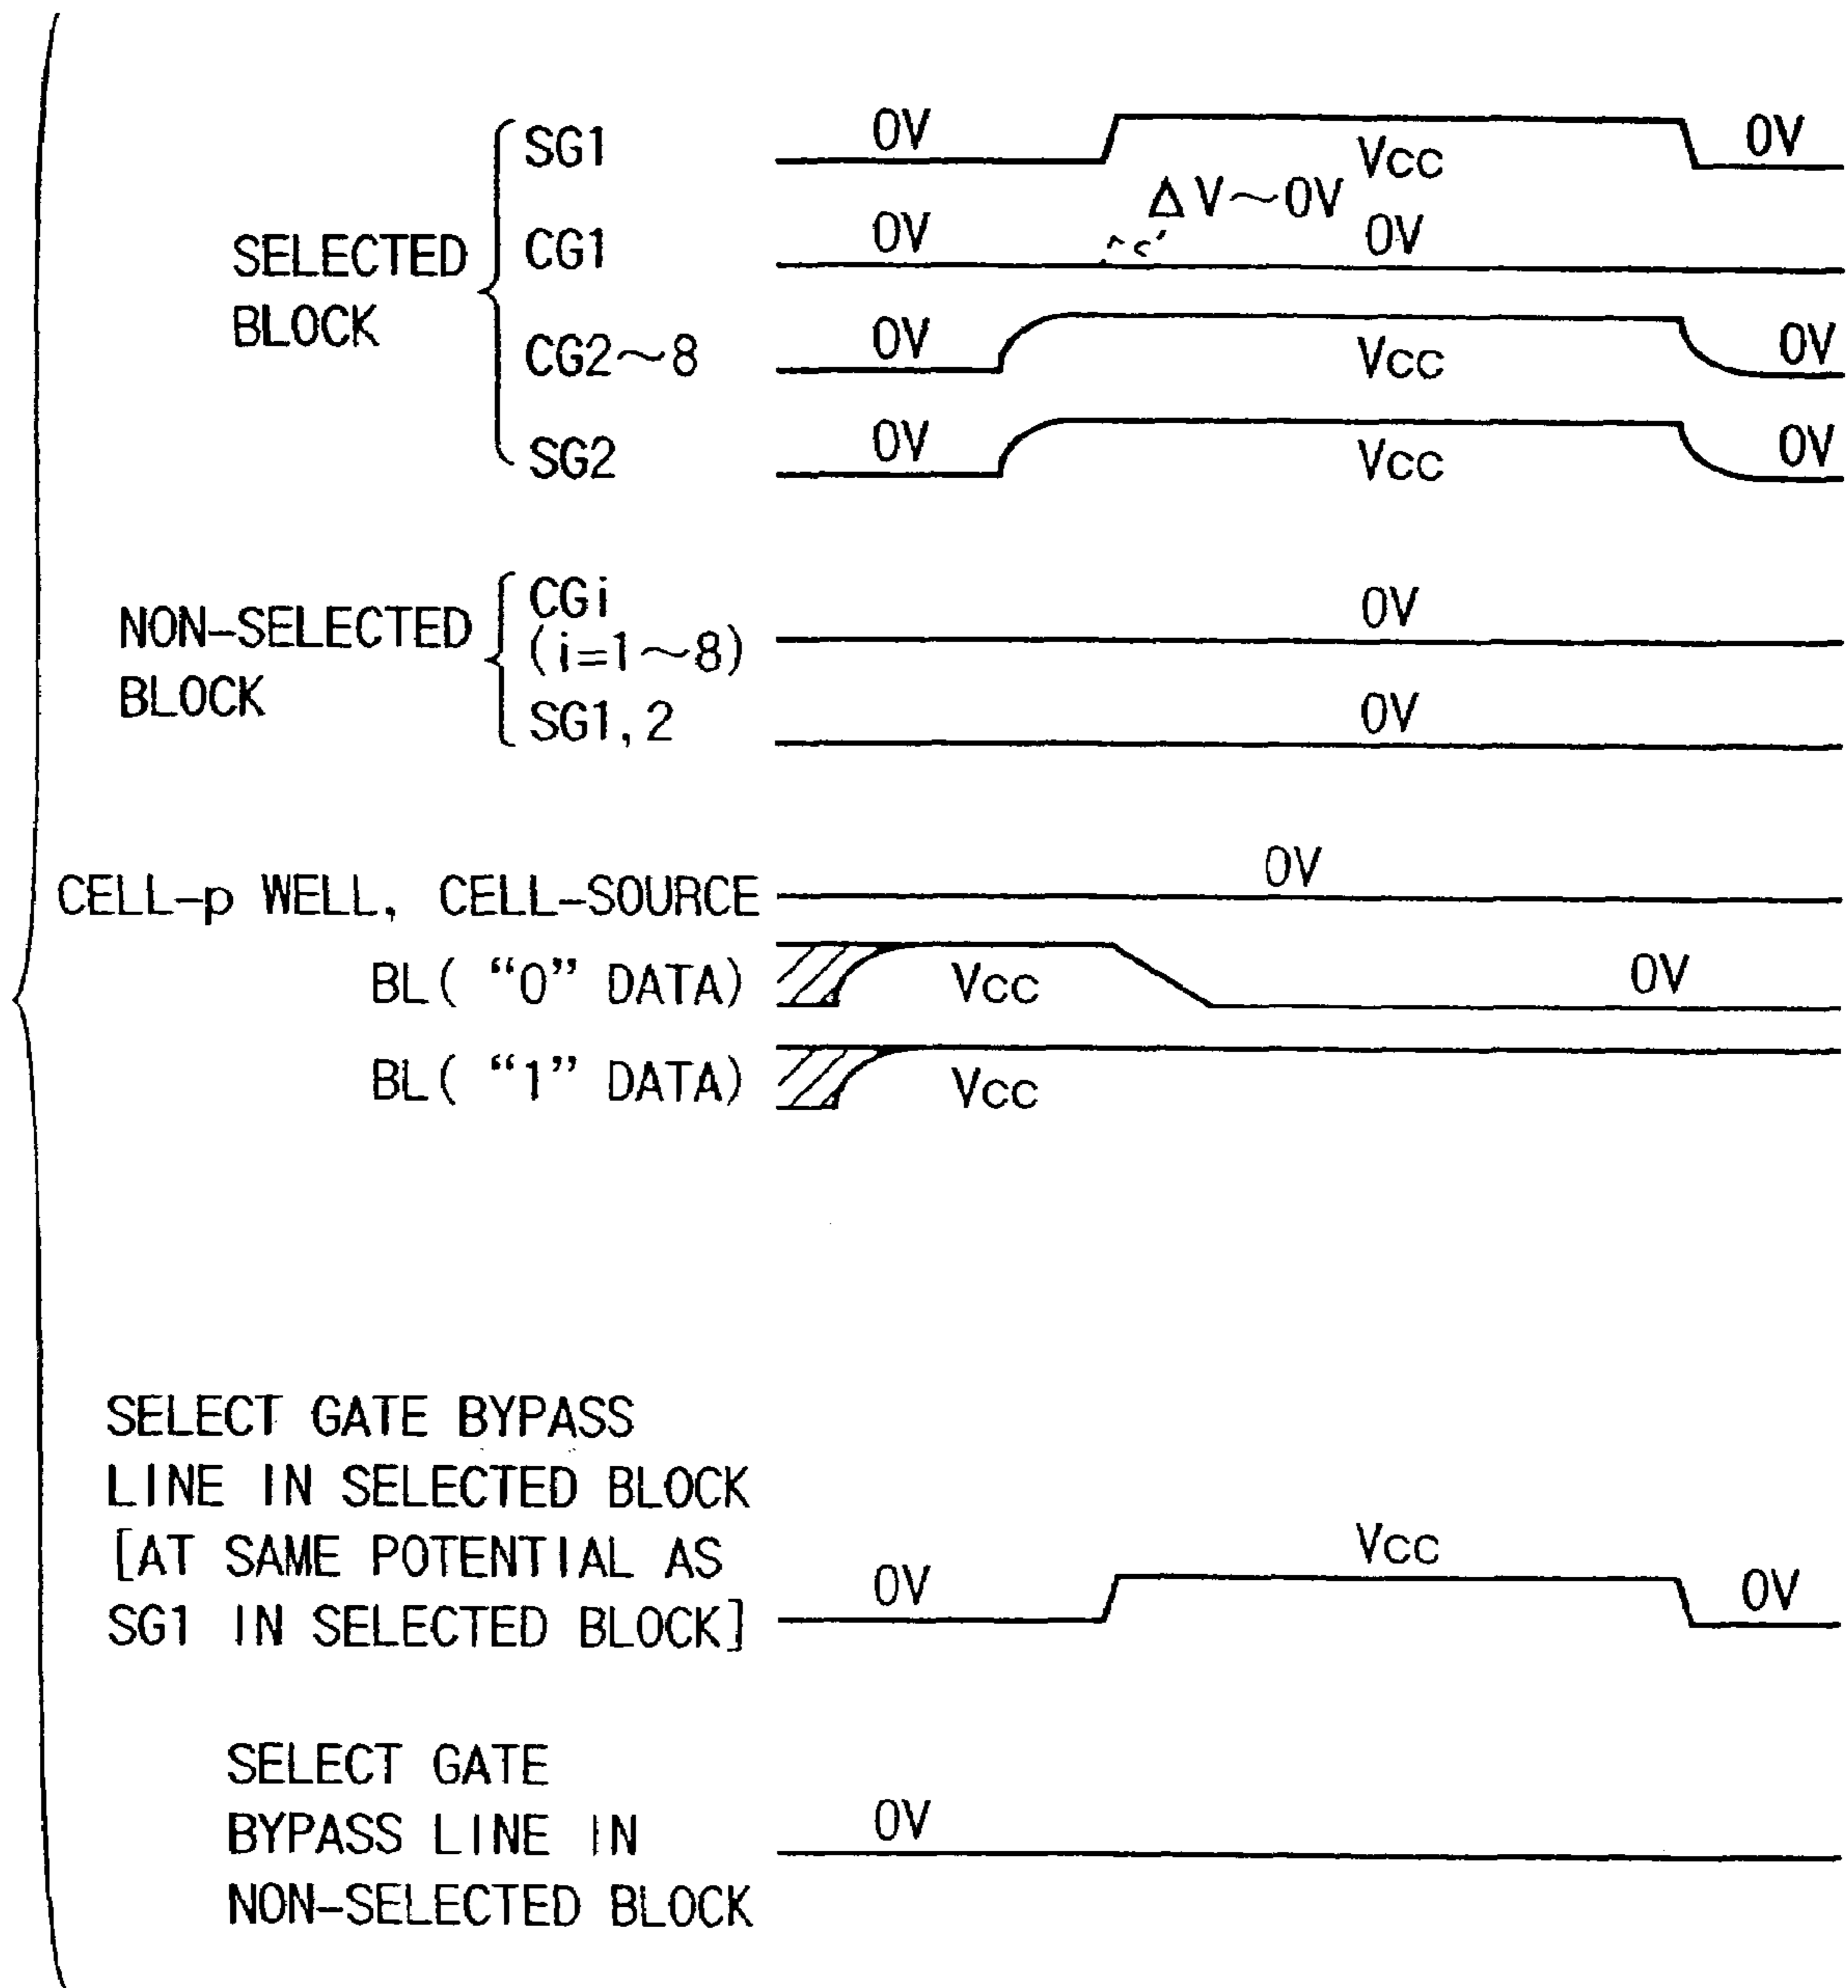 SELECTED
BLOCK
SG1
0V
Vcc
0V
ΔV~0V
CG1
0V
0V
CG2~8
0V
Vcc
0V
SG2
0V
Vcc
0V
NON-SELECTED
BLOCK
CGi
(i=1~8)
0V
SG1,2
0V
CELL-p WELL, CELL-SOURCE
0V
BL( “0” DATA)
Vcc
0V
BL( “1” DATA)
Vcc
SELECT GATE BYPASS
LINE IN SELECTED BLOCK
[AT SAME POTENTIAL AS
SG1 IN SELECTED BLOCK]
0V
Vcc
0V
SELECT GATE
BYPASS LINE IN
NON-SELECTED BLOCK
0V